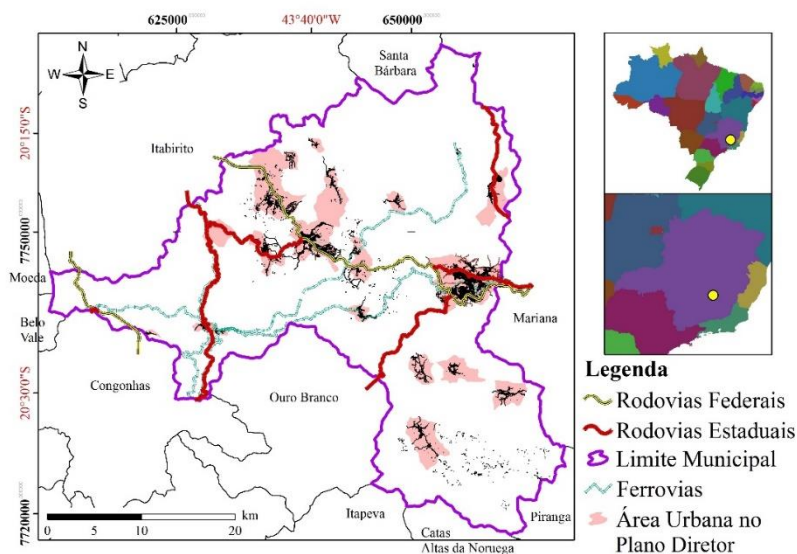 625000
43°40'0"W
650000
N
W E
S
Santa
Bárbara
20°15'0"S
Itabirito
7750000
Moeda
Belo
Vale
Mariana
Congonhas
Ouro Branco
20°30'0"S
7720000
km
0 5 10 20
Itapeva
Catas
Altas da Noruega
Piranga
Legenda
Rodovias Federais
Rodovias Estaduais
Limite Municipal
Ferrovias
Área Urbana no
Plano Diretor